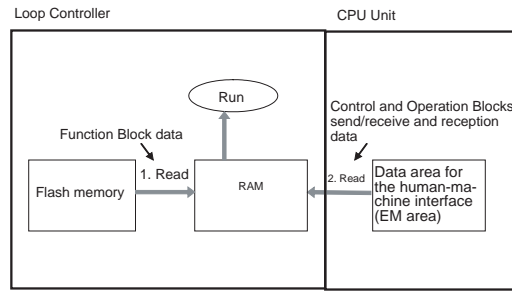 Loop Controller
CPU Unit
Run
Control and Operation Blocks
send/receive and reception
data
Function Block data
1. Read
Flash memory
RAM
2. Read
Data area for
the human-ma-
chine interface
(EM area)